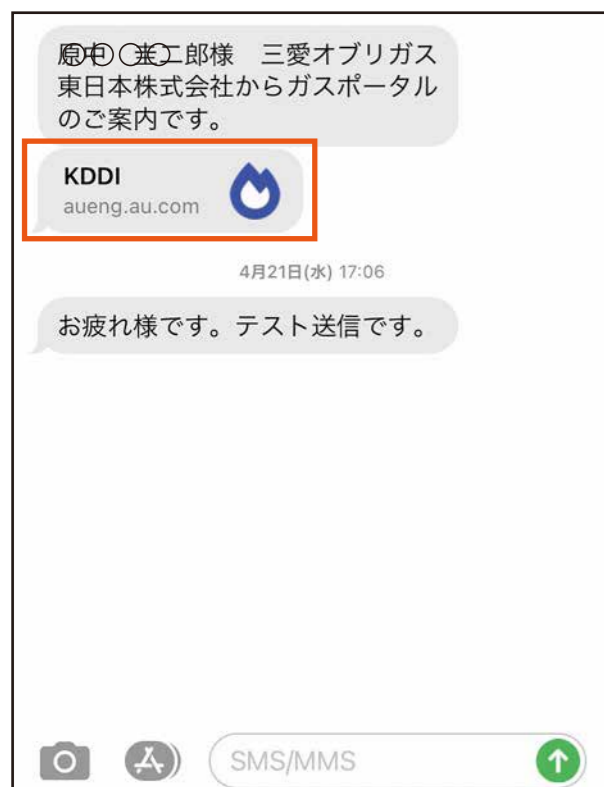 二郎様　三愛オブリガス
東日本株式会社からガスポータル
のご案内です。
KDDI
aueng.au.com
4月21日(水) 17:06
お疲れ様です。テスト送信です。
SMS/MMS